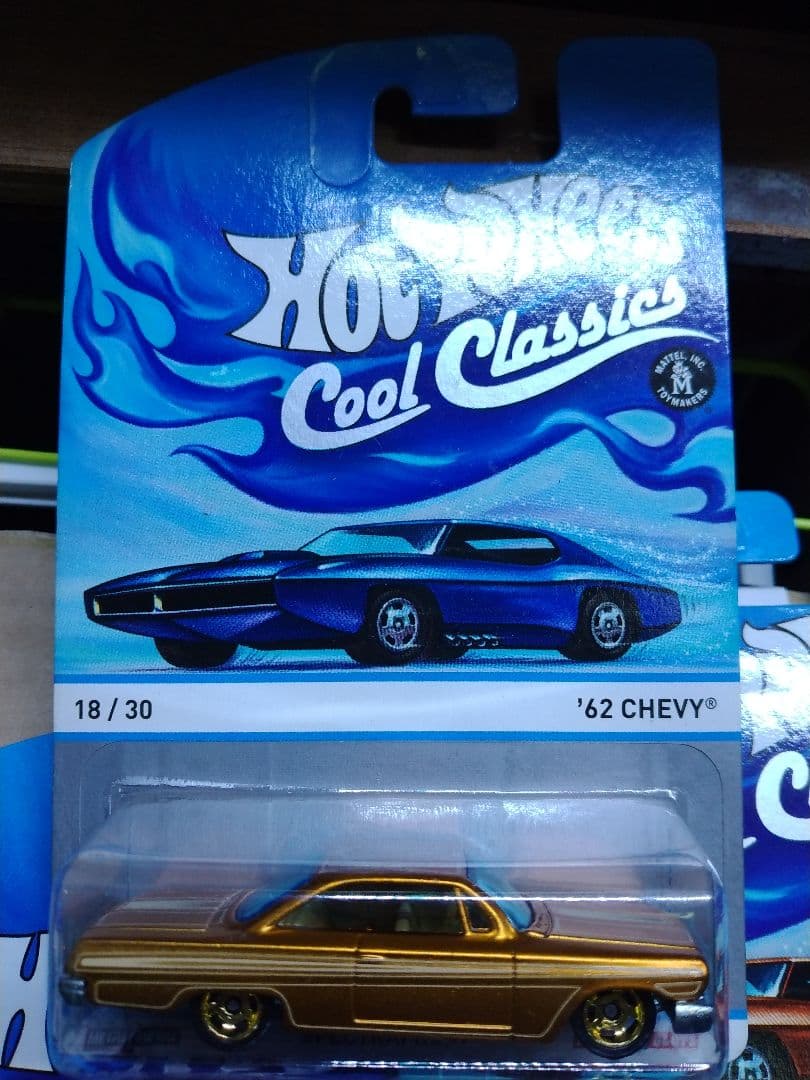 Hot Wheels
Cool Classics
MATTEL, INC.
M
TOYMAKERS
18 / 30
'62 CHEVY®